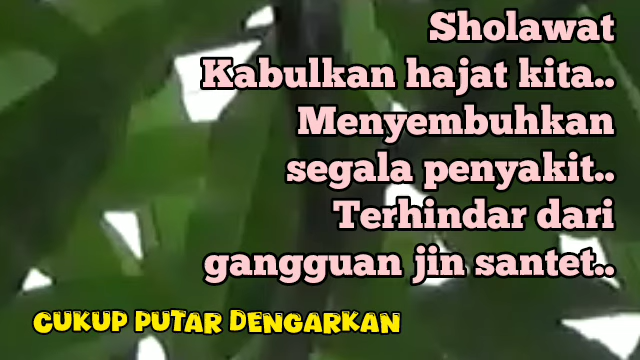 Sholawat
Kabulkan hajat kita..
Menyembuhkan
segala penyakit..
Terhindar dari
gangguan jin santet..
CUKUP PUTAR DENGARKAN